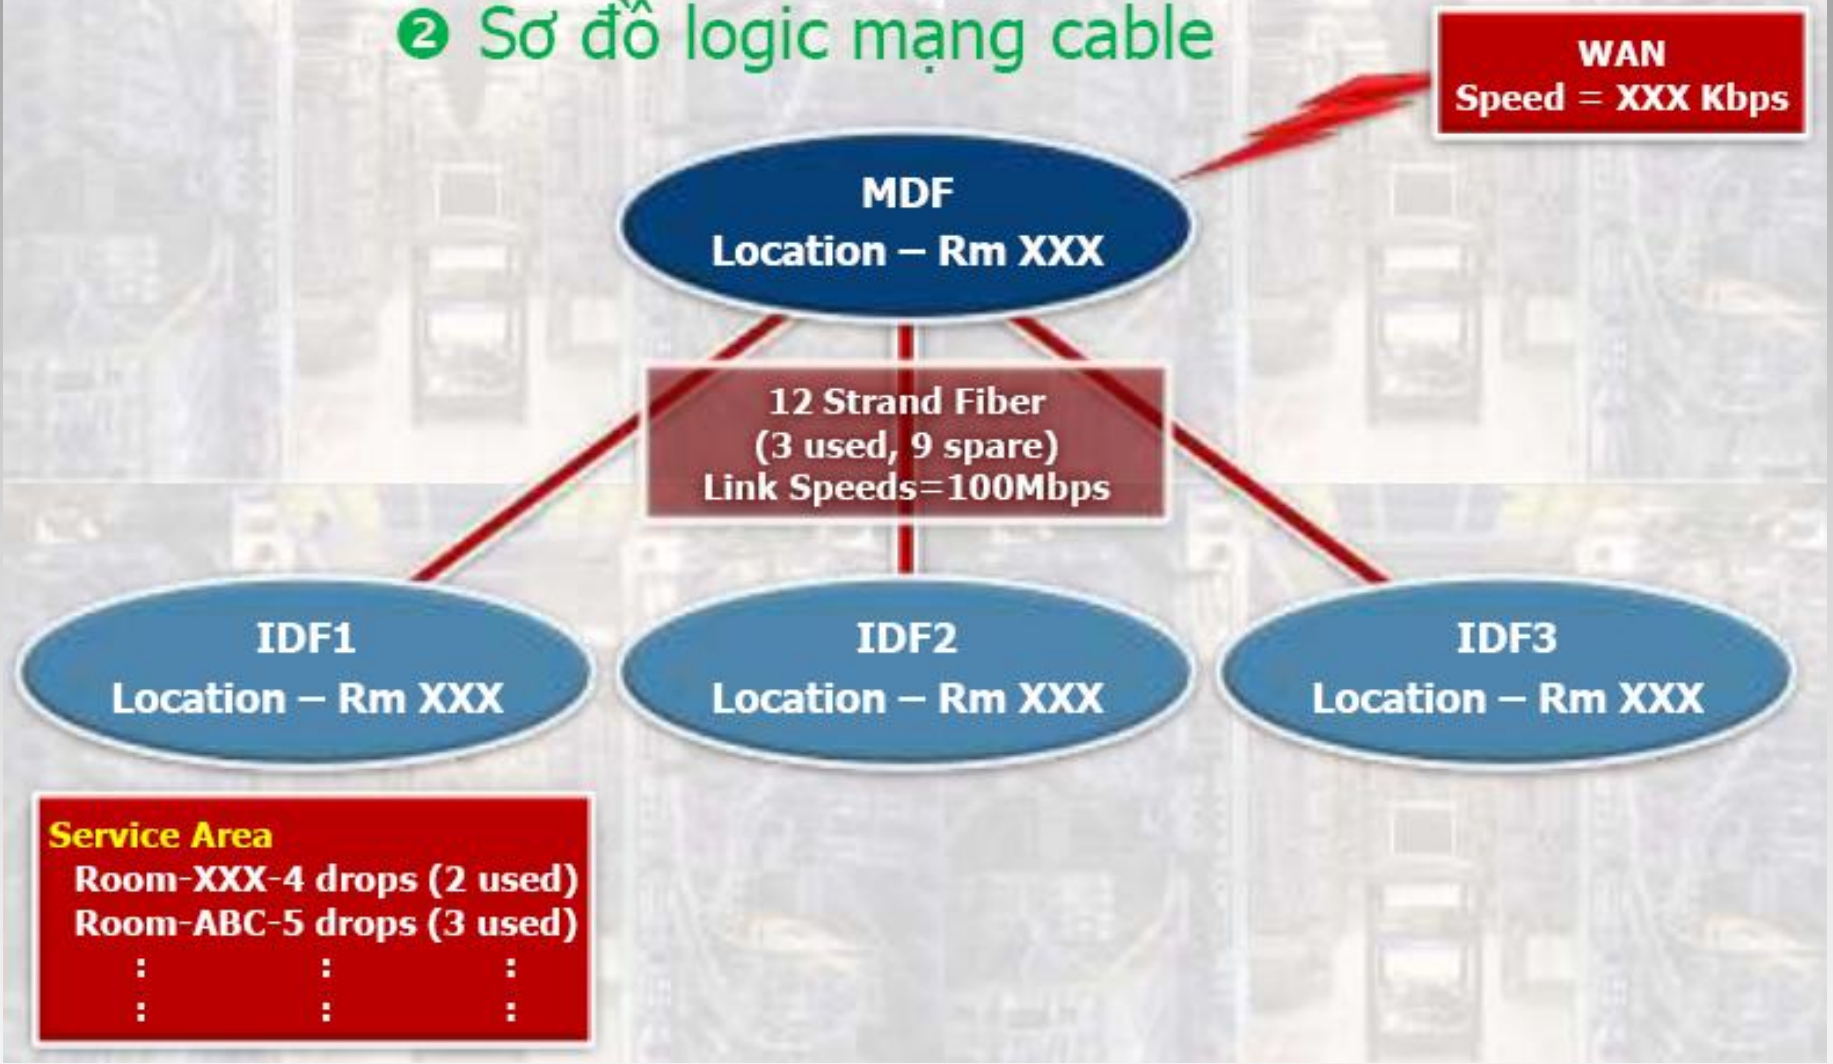 ❷ Sơ đồ logic mạng cable
WAN
Speed = XXX Kbps
MDF
Location – Rm XXX
12 Strand Fiber
(3 used, 9 spare)
Link Speeds=100Mbps
IDF1
Location – Rm XXX
IDF2
Location – Rm XXX
IDF3
Location – Rm XXX
Service Area
Room-XXX-4 drops (2 used)
Room-ABC-5 drops (3 used)
: : :
: : :